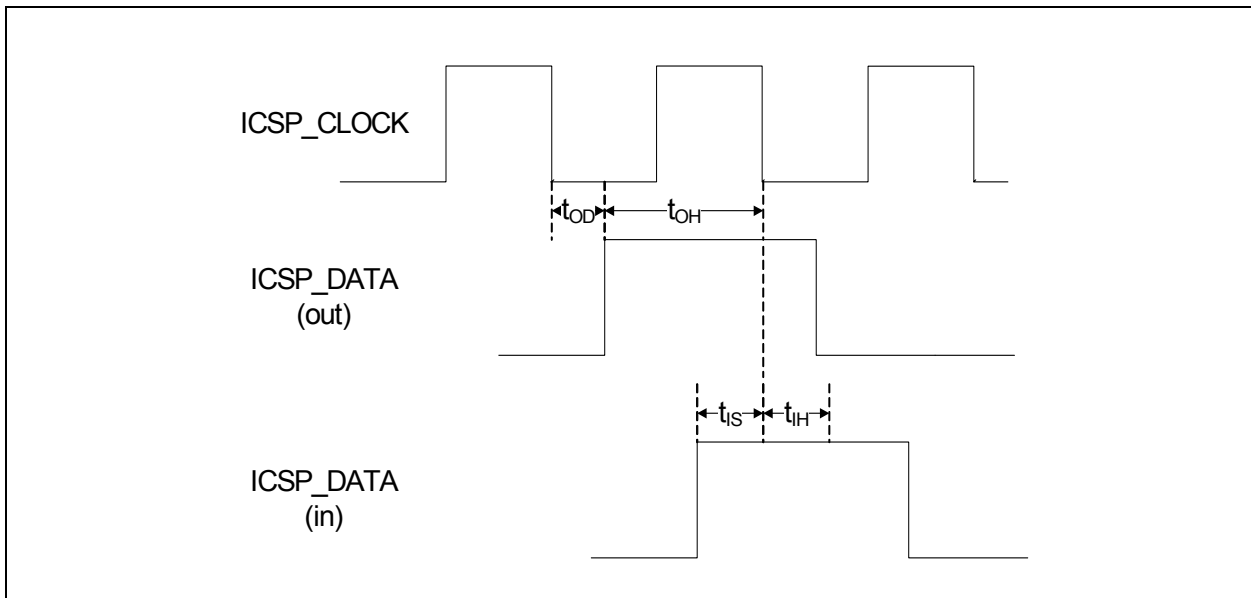 ICSP_CLOCK
tOD
tOH
ICSP_DATA
(out)
tIS
tIH
ICSP_DATA
(in)